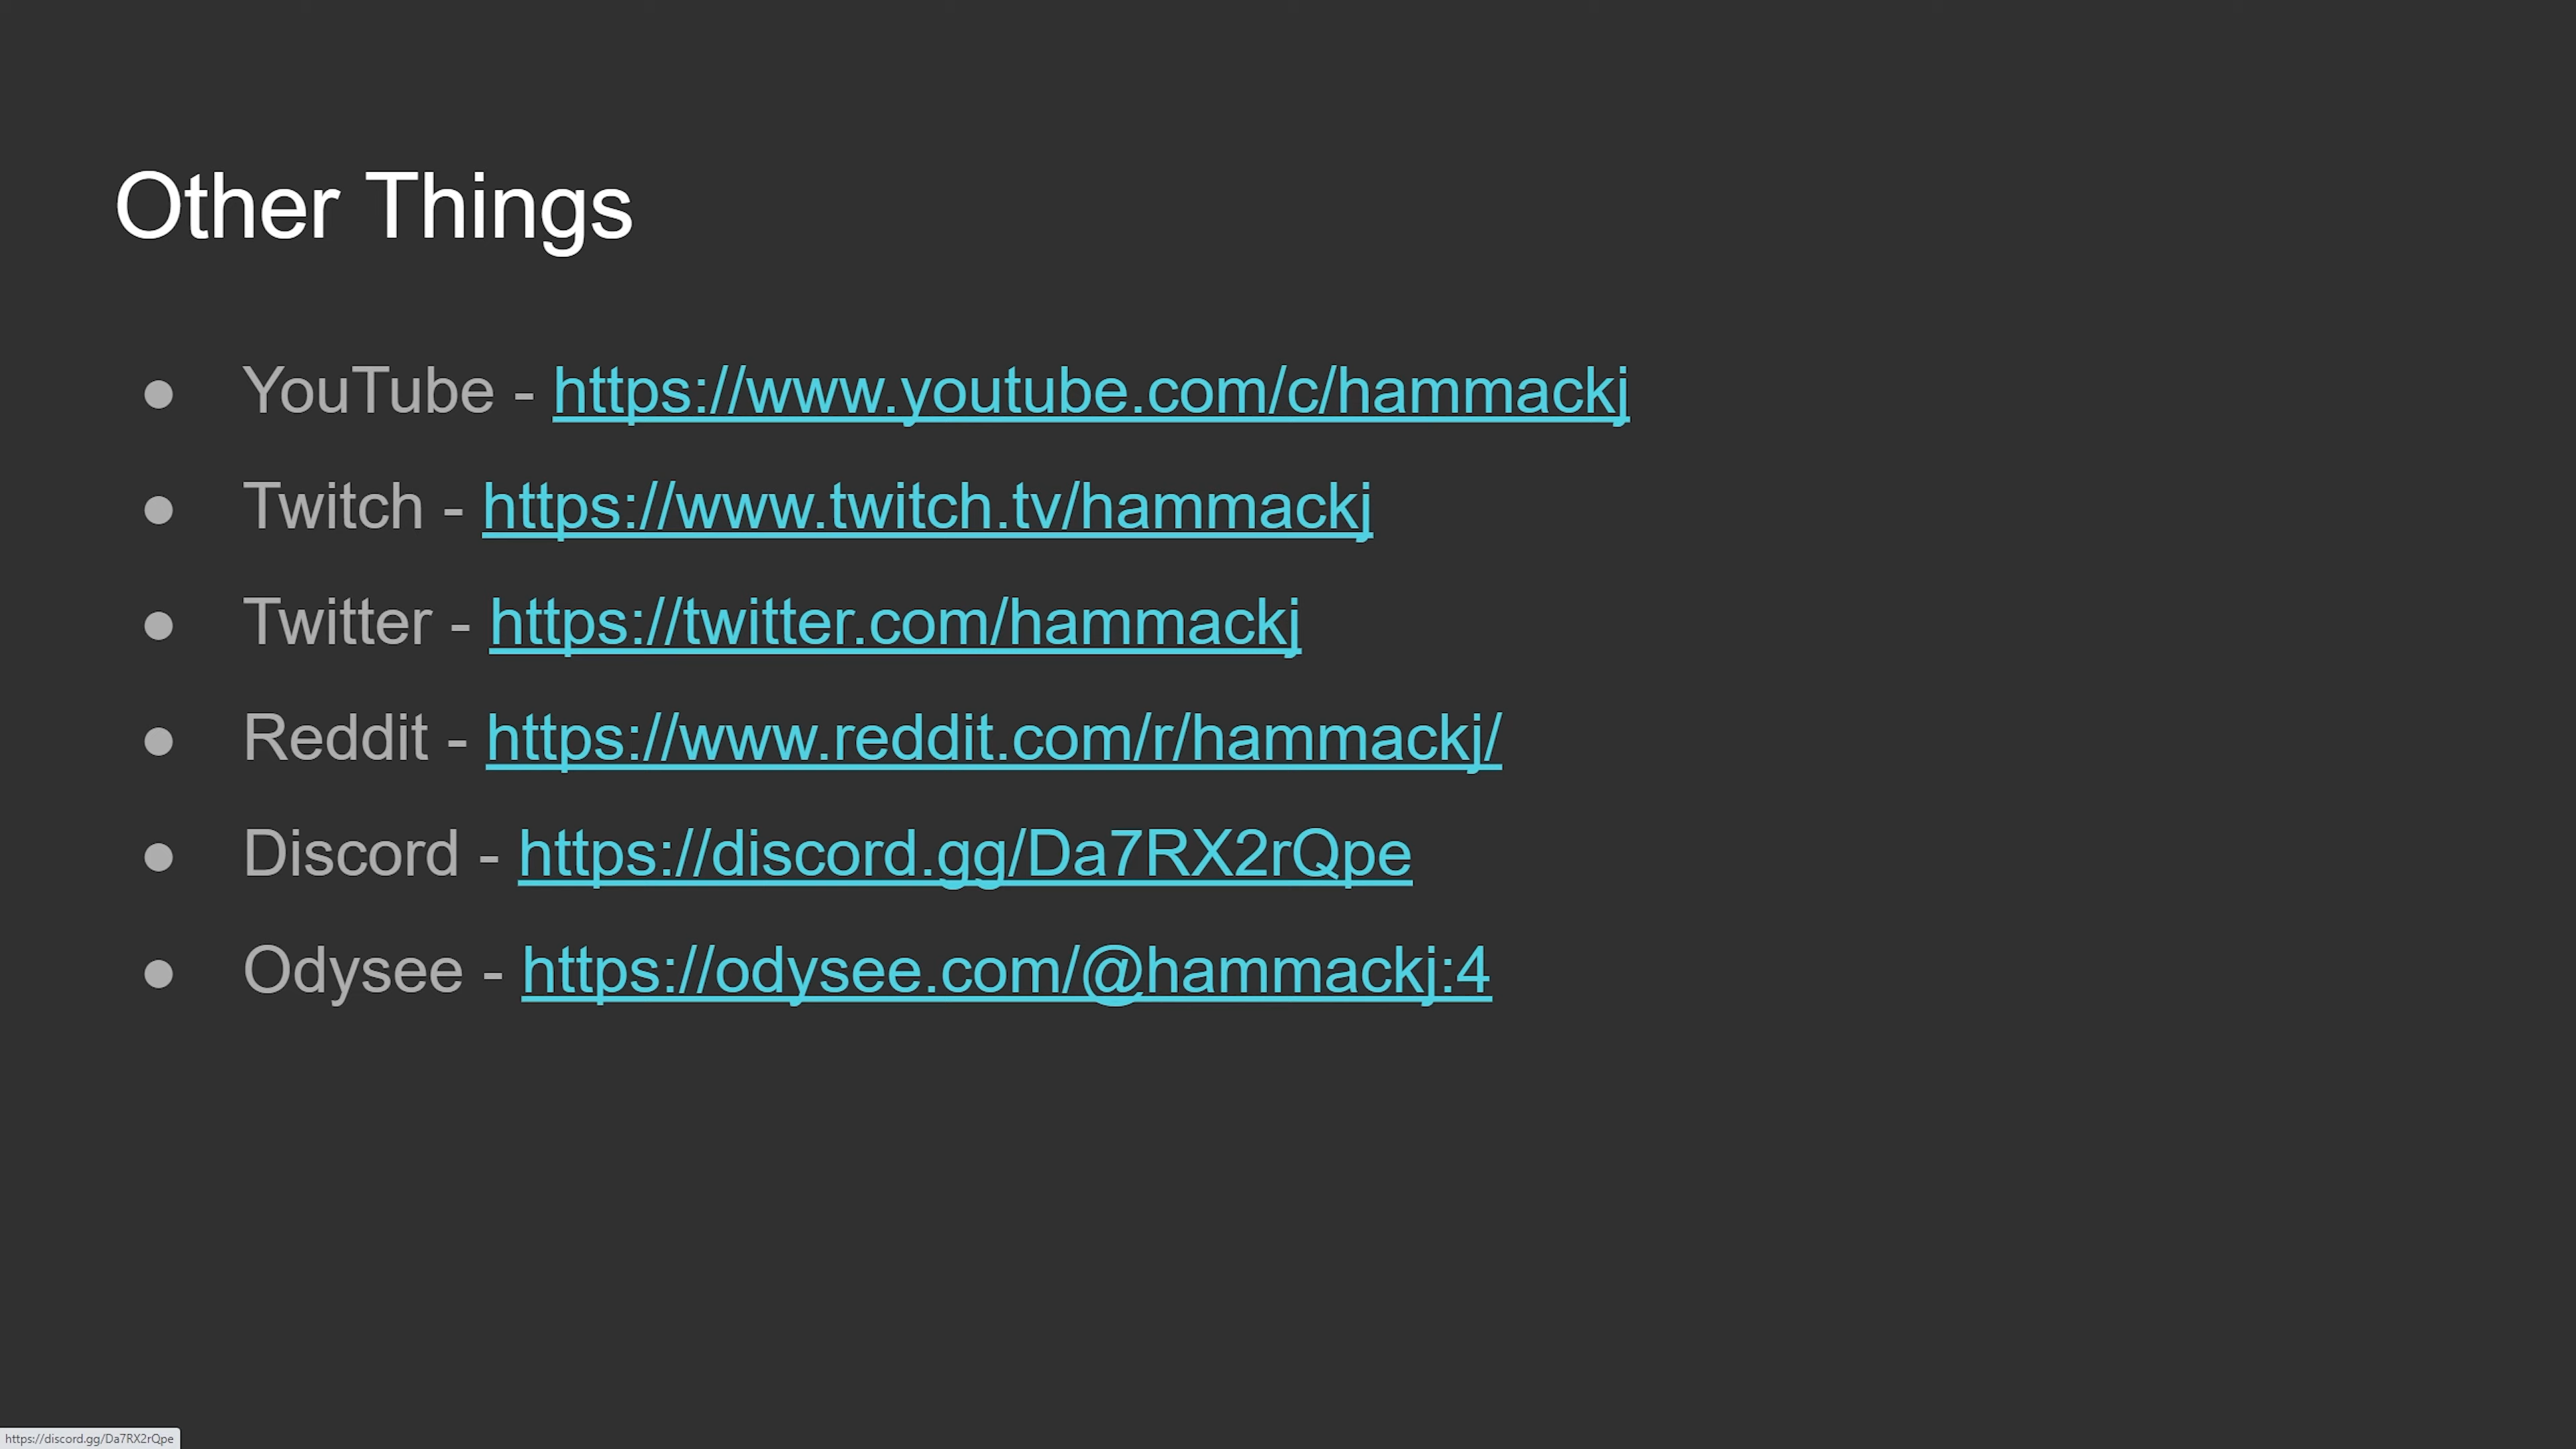 Other Things
● YouTube - https://www.youtube.com/c/hammackj
● Twitch - https://www.twitch.tv/hammackj
● Twitter - https://twitter.com/hammackj
● Reddit - https://www.reddit.com/r/hammackj/
● Discord - https://discord.gg/Da7RX2rQpe
● Odysee - https://odysee.com/@hammackj:4
https://discord.gg/Da7RX2rQpe